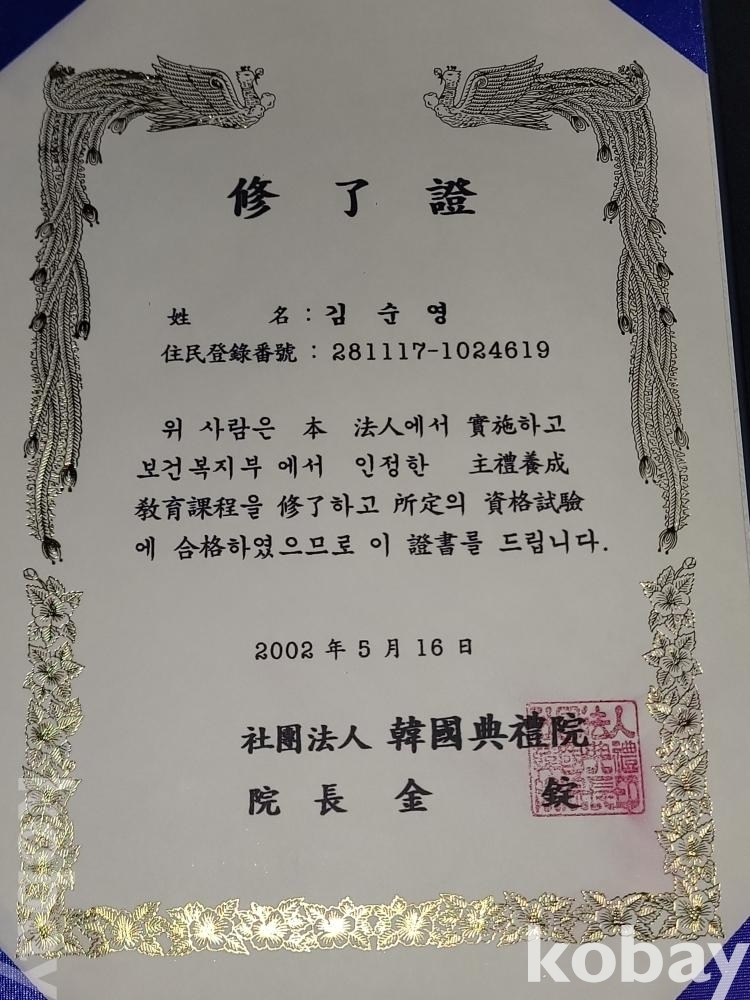 修了證
姓 名 : 김 순 영
住民登錄番號 : 281117-1024619
위 사람은 本 法人에서 實施하고
보건복지부 에서 인정한 主禮養成
敎育課程을 修了하고 所定의 資格試驗
에 合格하였으므로 이 證書를 드립니다.
2002 年 5 月 16 日
社團法人 韓國典禮院
院 長 金 錠
kobay